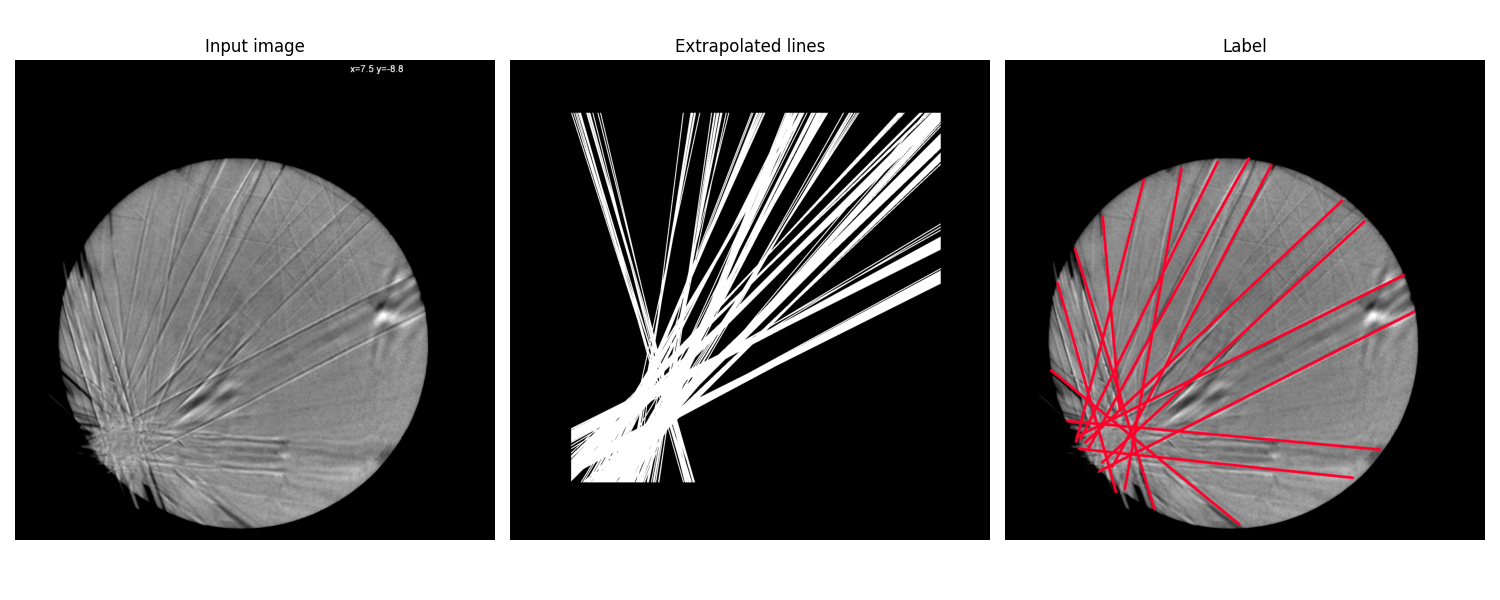 Input image
Extrapolated lines
Label
x=7.5 y=-8.8